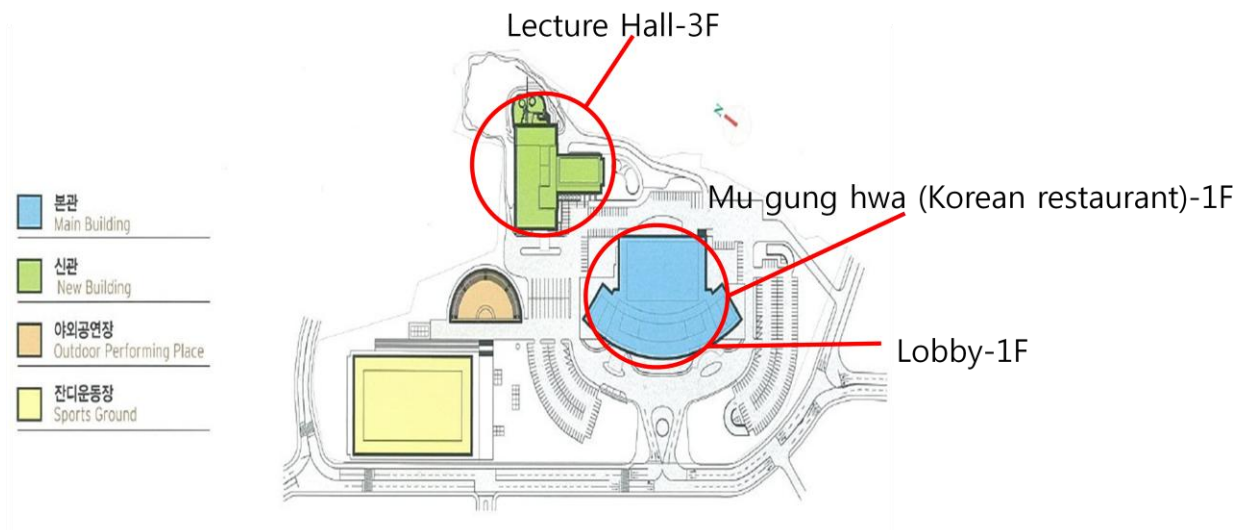 Lecture Hall-3F
N
Mu gung hwa (Korean restaurant)-1F
본관
Main Building
신관
New Building
Lobby-1F
야외공연장
Outdoor Performing Place
잔디운동장
Sports Ground